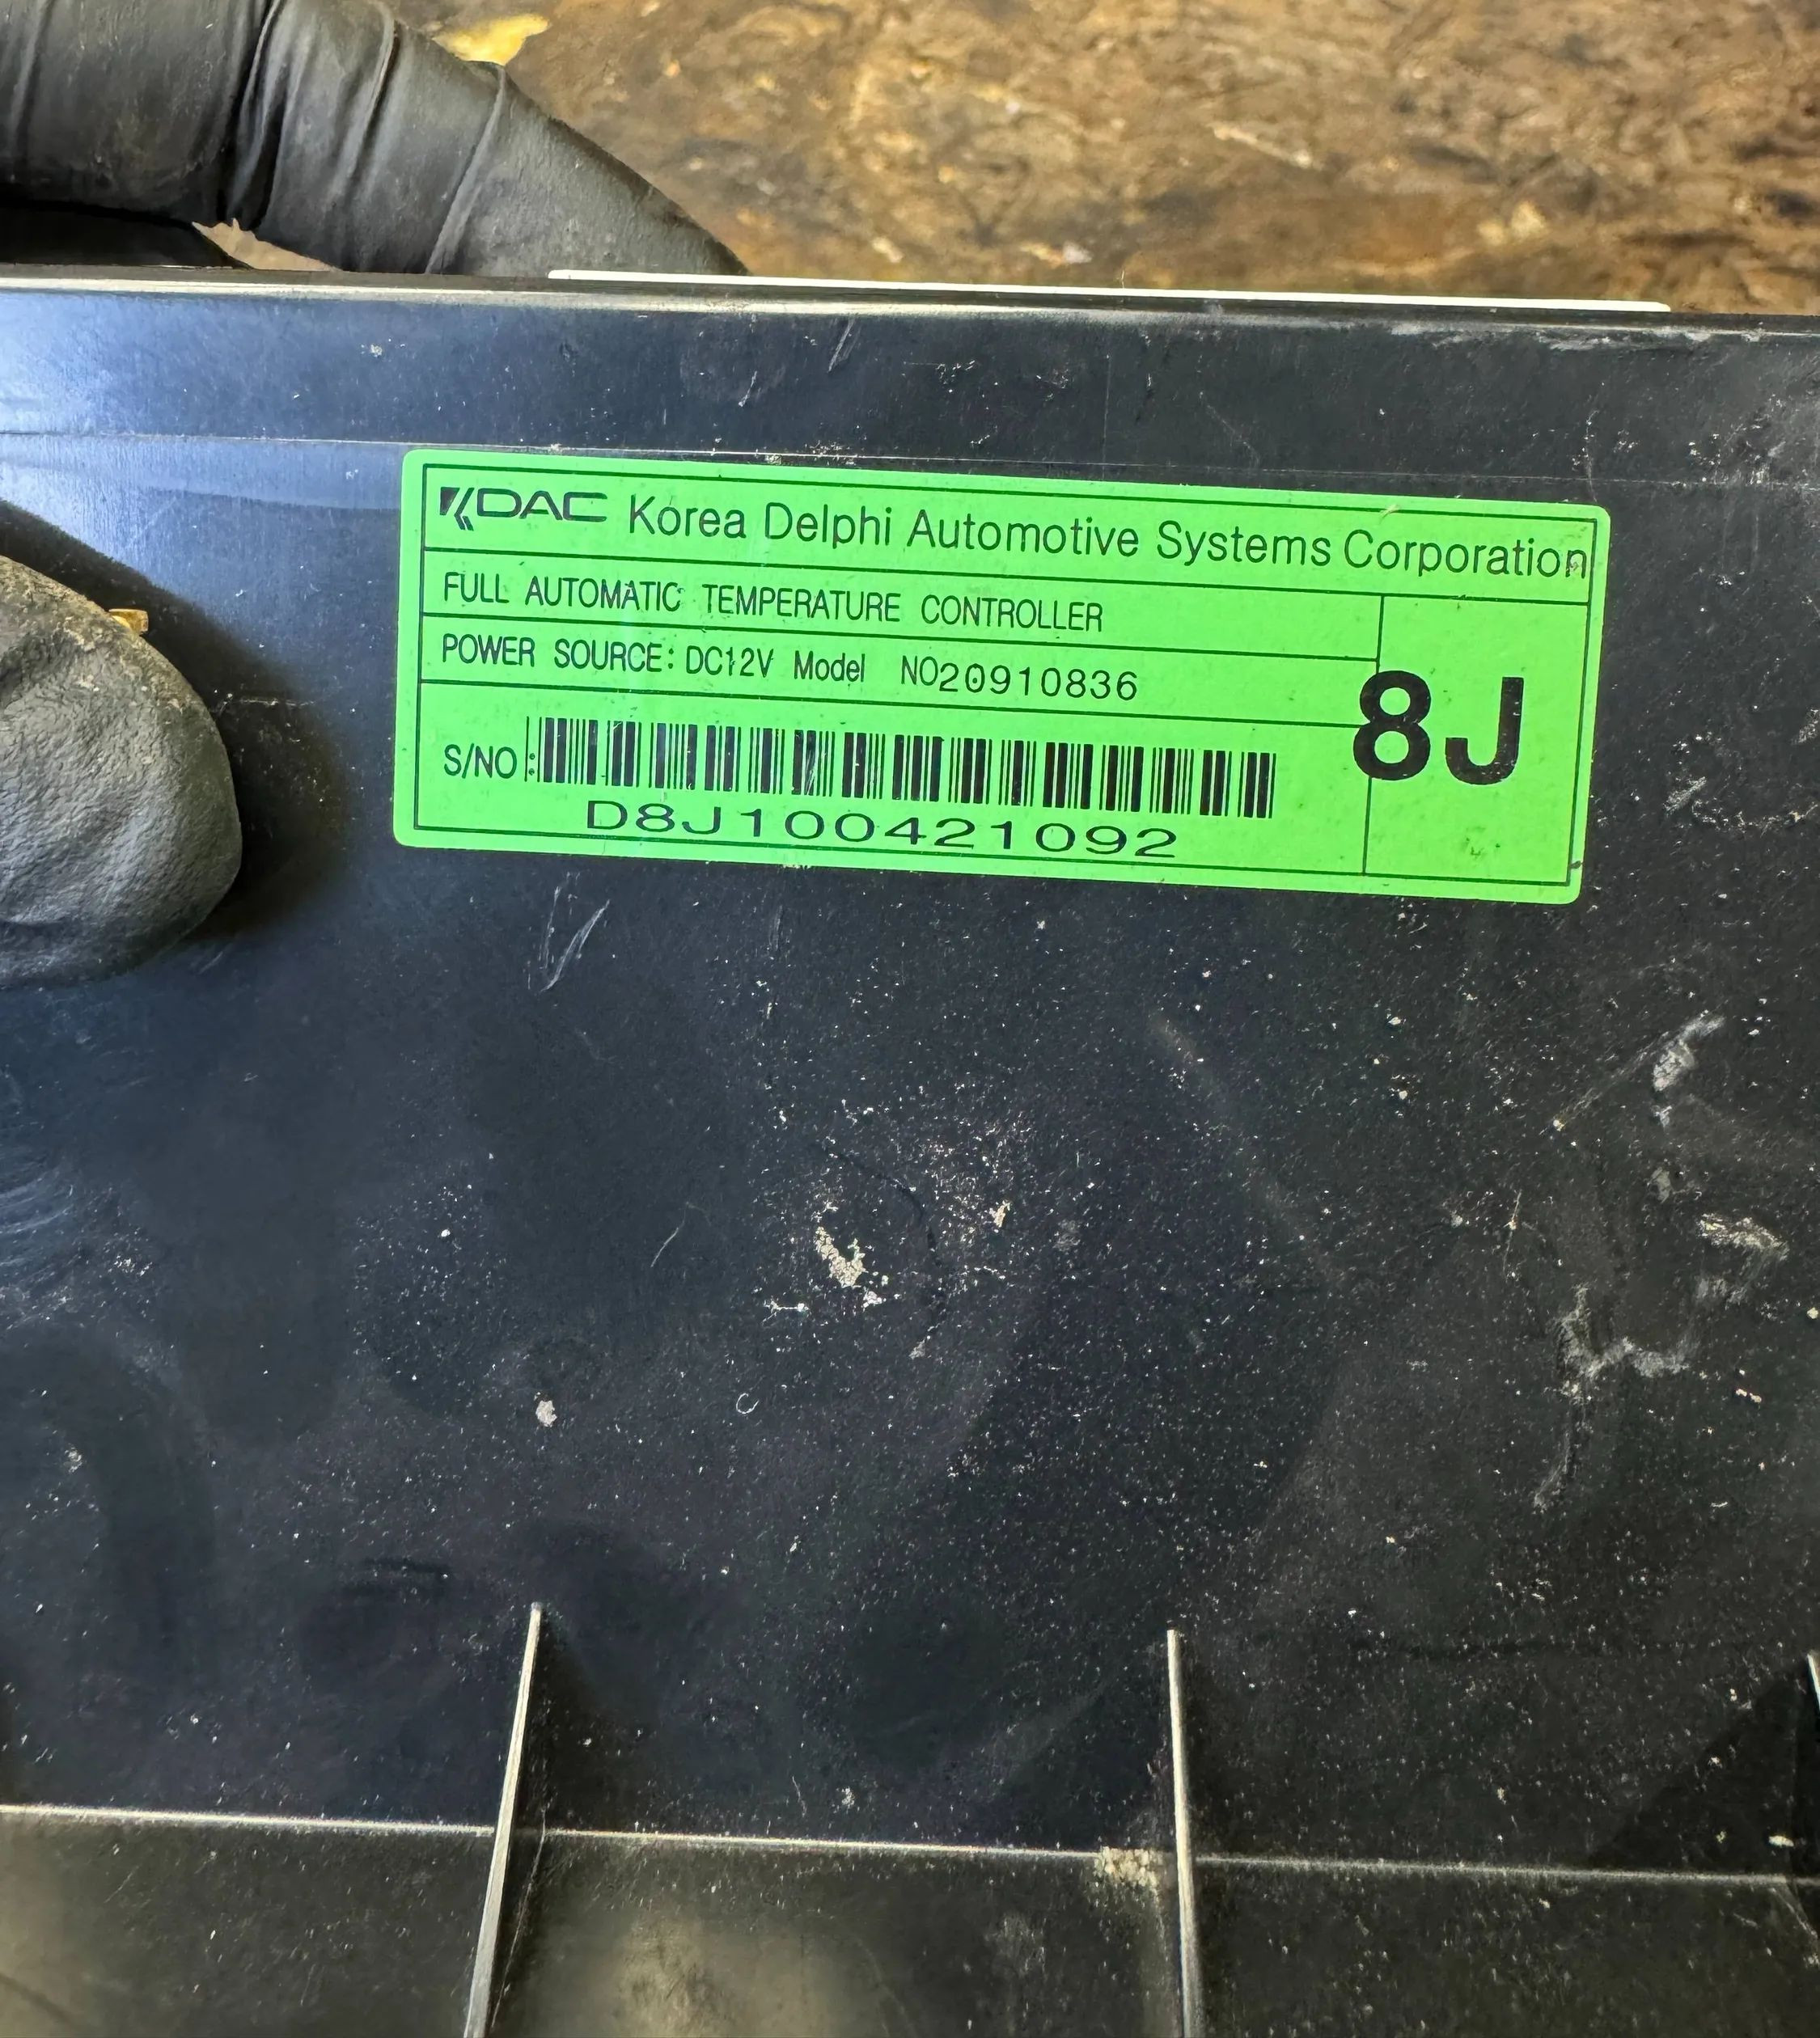 KDAC Korea Delphi Automotive Systems Corporation
FULL AUTOMATIC TEMPERATURE CONTROLLER
POWER SOURCE: DC12V Model NO20910836
8J
S/NO:
D8J100421092